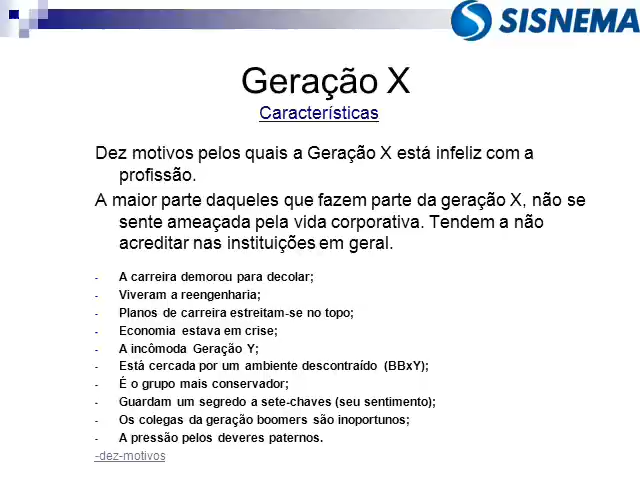 SISNEMA
Geração X
Características
Dez motivos pelos quais a Geração X está infeliz com a
profissão.
A maior parte daqueles que fazem parte da geração X, não se
sente ameaçada pela vida corporativa. Tendem a não
acreditar nas instituições em geral.
- A carreira demorou para decolar;
- Viveram a reengenharia;
- Planos de carreira estreitam-se no topo;
- Economia estava em crise;
- A incômoda Geração Y;
- Está cercada por um ambiente descontraído (BBxY);
- É o grupo mais conservador;
- Guardam um segredo a sete-chaves (seu sentimento);
- Os colegas da geração boomers são inoportunos;
- A pressão pelos deveres paternos.
-dez-motivos